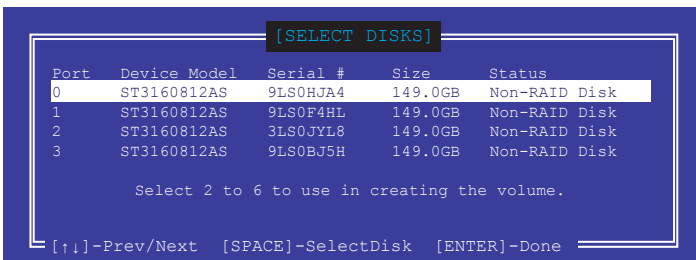 [SELECT DISKS]
Port Device Model Serial # Size Status
0 ST3160812AS 9LS0HJA4 149.0GB Non-RAID Disk
1 ST3160812AS 9LS0F4HL 149.0GB Non-RAID Disk
2 ST3160812AS 3LS0JYL8 149.0GB Non-RAID Disk
3 ST3160812AS 9LS0BJ5H 149.0GB Non-RAID Disk
Select 2 to 6 to use in creating the volume.
[↑↓]-Prev/Next [SPACE]-SelectDisk [ENTER]-Done